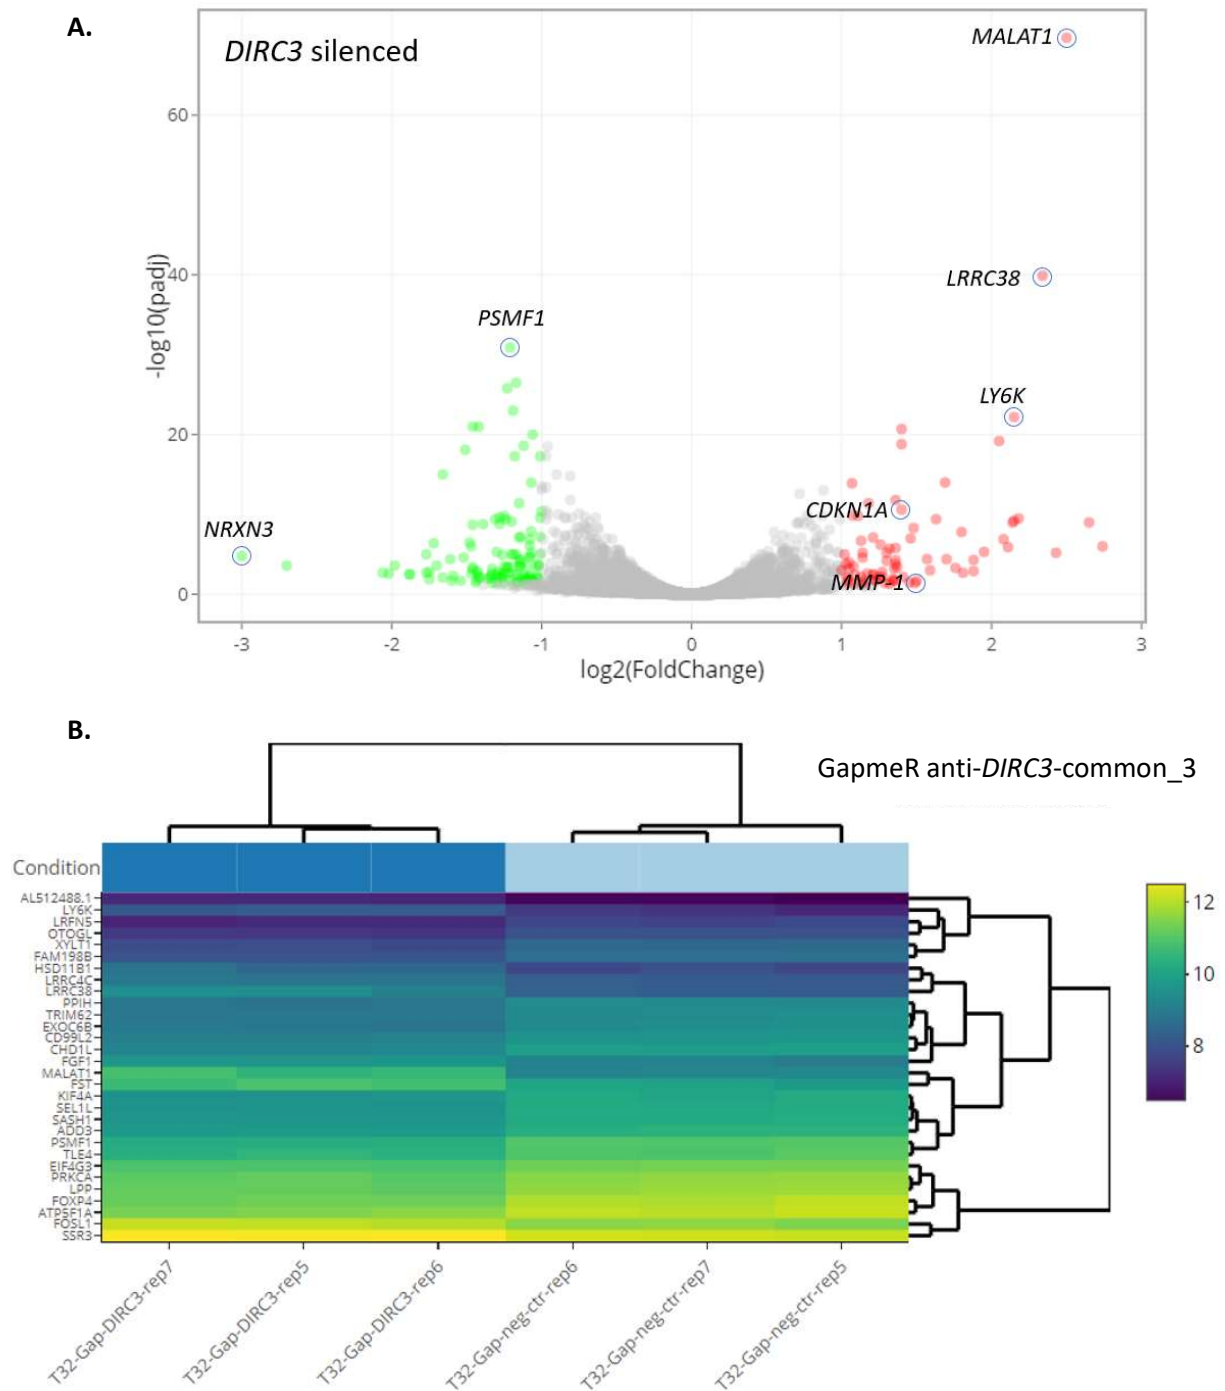 A.
DIRC3 silenced
MALAT1
60
40
LRRC38
PSMF1
LY6K
20
CDKN1A
NRXN3
MMP-1
0
-log10(padj)
-3 -2 -1 0 1 2 3
log2(FoldChange)
B.
GapmeR anti-DIRC3-common_3
Condition
AL512488.1
LY6K
LRFN5
OTOGL
XYLT1
FAM198B
HSD11B1
LRRC4C
LRRC38
PPIH
TRIM62
EXOC6B
CD99L2
CHD1L
FGF1
MALAT1
FST
KIF4A
SEL1L
SASH1
ADD3
PSMF1
TLE4
EIF4G3
PRKCA
LPP
FOXP4
ATP5F1A
FOSL1
SSR3
12
10
8
T32-Gap-DIRC3-rep7
T32-Gap-DIRC3-rep5
T32-Gap-DIRC3-rep6
T32-Gap-neg-ctr-rep6
T32-Gap-neg-ctr-rep7
T32-Gap-neg-ctr-rep5